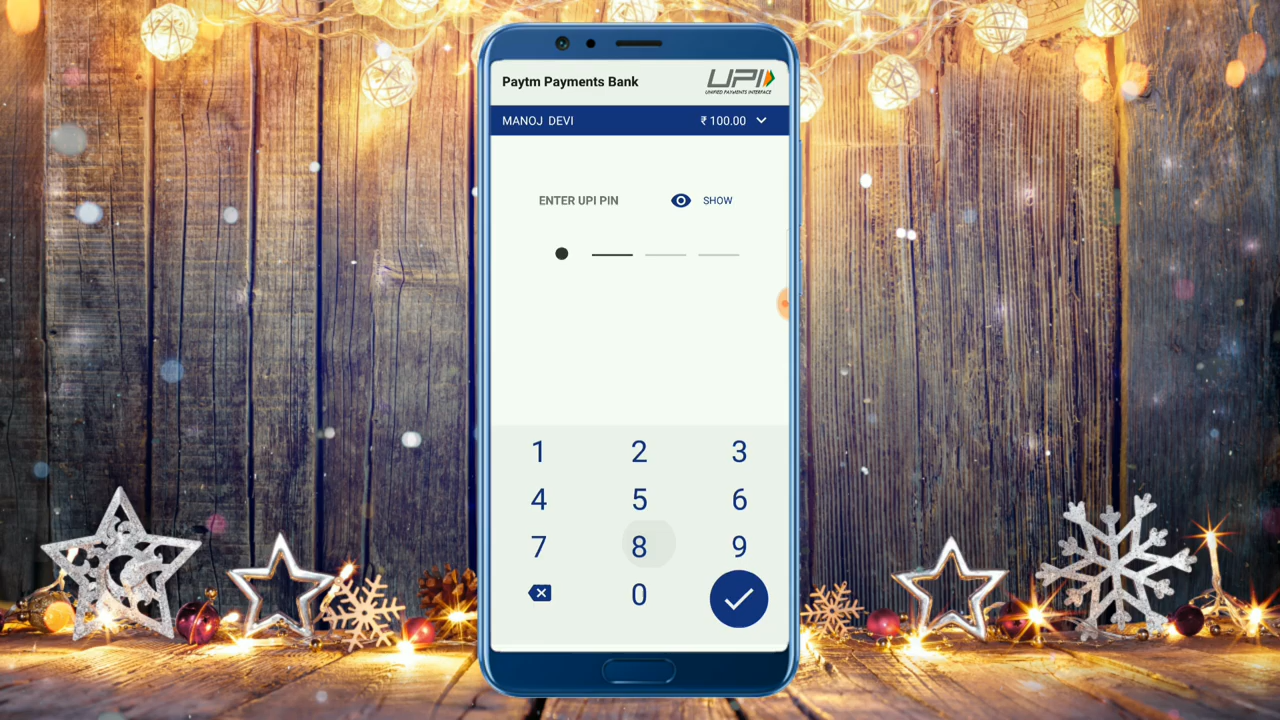 Paytm Payments Bank
UPI
UNIFIED PAYMENTS INTERFACE
MANOJ DEVI ₹ 100.00
ENTER UPI PIN SHOW
1 2 3
4 5 6
7 8 9
0